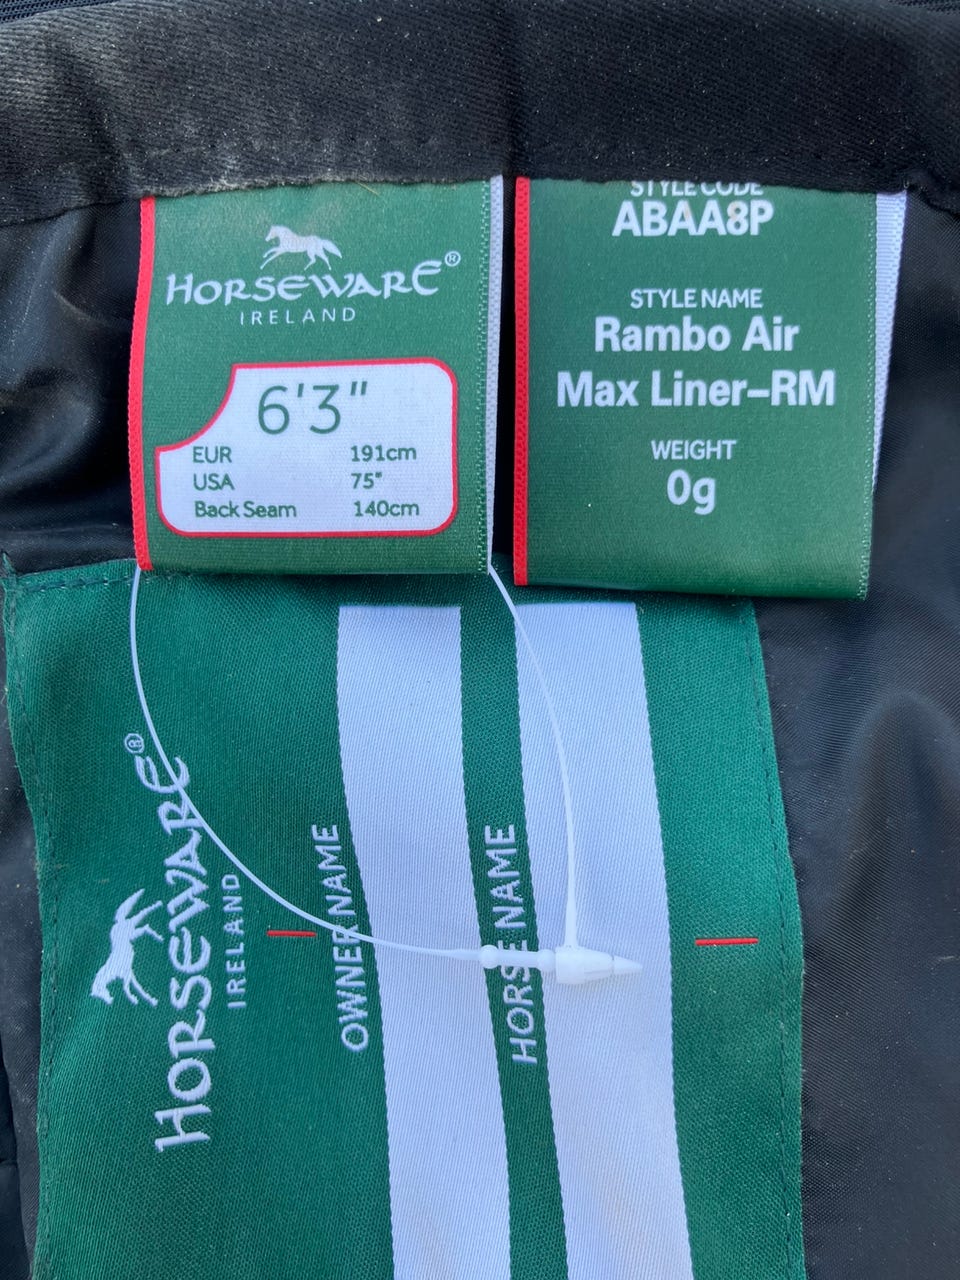 HORSEWARE®
IRELAND
6'3"
EUR 191cm
USA 75"
Back Seam 140cm
STYLE CODE
ABAA8P
STYLE NAME
Rambo Air
Max Liner-RM
WEIGHT
0g
HORSEWARE®
IRELAND
OWNER NAME
HORSE NAME